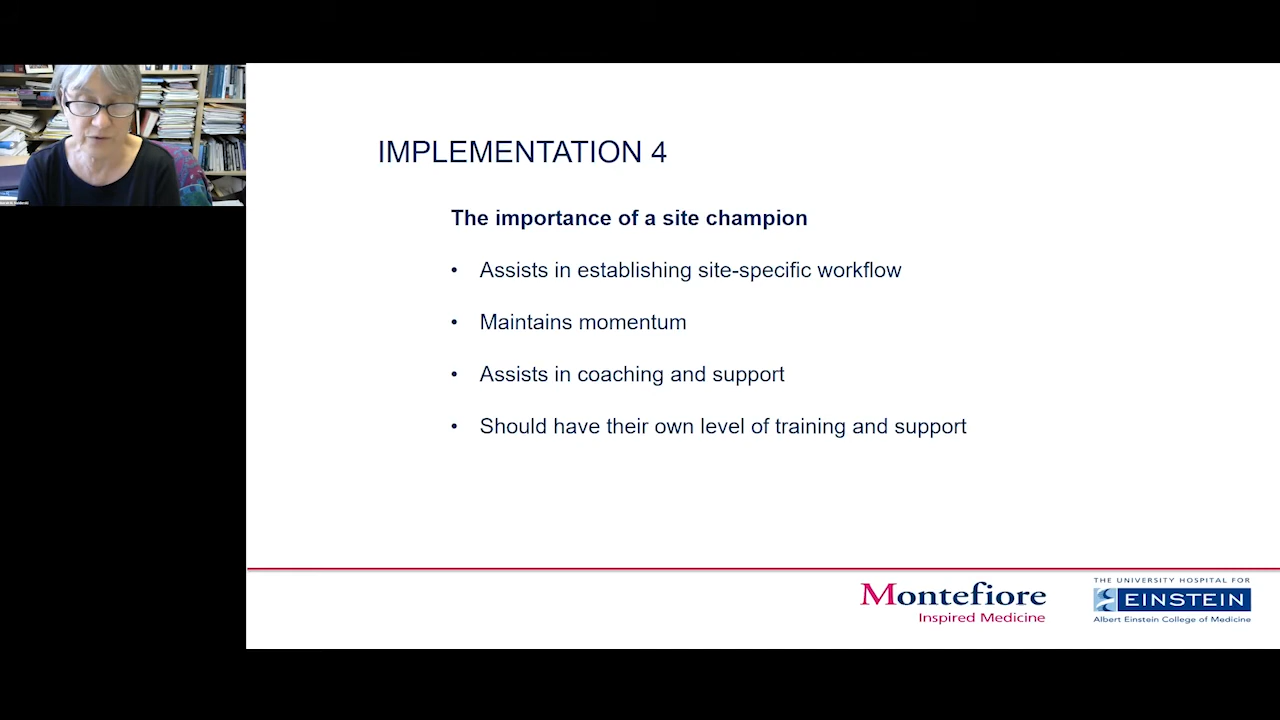 IMPLEMENTATION 4
The importance of a site champion
• Assists in establishing site-specific workflow
• Maintains momentum
• Assists in coaching and support
• Should have their own level of training and support
Montefiore
Inspired Medicine
THE UNIVERSITY HOSPITAL FOR
EINSTEIN
Albert Einstein College of Medicine